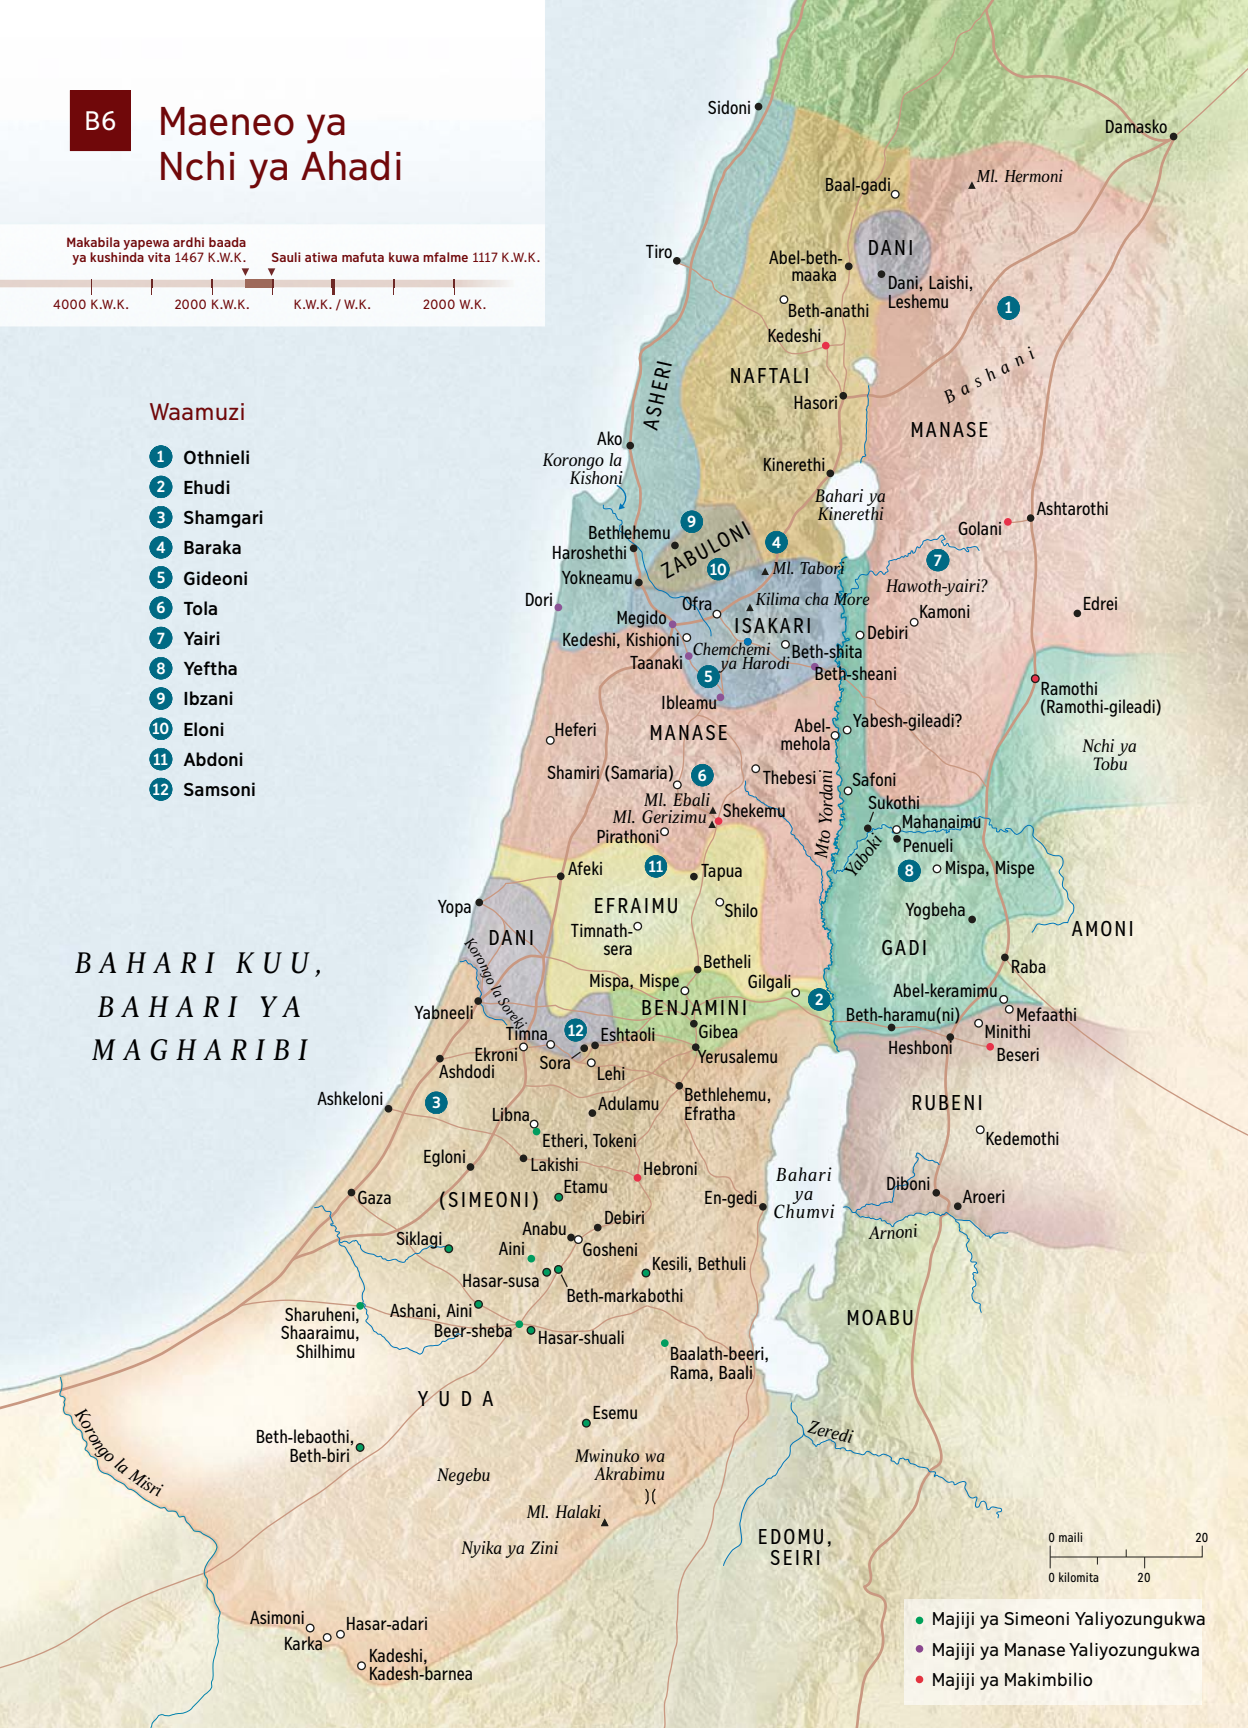 B6
Maeneo ya
Nchi ya Ahadi
Makabila yapewa ardhi baada
ya kushinda vita 1467 K.W.K.
Sauli atiwa mafuta kuwa mfalme 1117 K.W.K.
4000 K.W.K.
2000 K.W.K.
K.W.K. / W.K.
2000 W.K.
Waamuzi
1 Othnieli
2 Ehudi
3 Shamgari
4 Baraka
5 Gideoni
6 Tola
7 Yairi
8 Yeftha
9 Ibzani
10 Eloni
11 Abdoni
12 Samsoni
Sidoni
Damasko
Ml. Hermoni
Baal-gadi
DANI
Tiro
Abel-beth-
maaka
Dani, Laishi,
Leshemu
Beth-anathi
1
Kedeshi
Bashani
ASHERI
NAFTALI
Hasori
MANASE
Ako
Korongo la
Kishoni
Kinerethi
Bahari ya
Kinerethi
Ashtarothi
Golani
9
Bethlehemu
ZABULONI
4
Haroshethi
10
Ml. Tabori
7
Hawoth-yairi?
Yokneamu
Dori
Ofra
Kilima cha More
Kamoni
Edrei
Megido
ISAKARI
Debiri
Kedeshi, Kishioni
Chemchemi
ya Harodi
Beth-shita
Taanaki
5
Beth-sheani
Ibleamu
Ramothi
(Ramothi-gileadi)
Heferi
MANASE
Abel-
mehola
Yabesh-gileadi?
Nchi ya
Tobu
Shamiri (Samaria)
6
Thebesi
Safoni
Ml. Ebali
Ml. Gerizimu
Shekemu
Mto Yordani
Sukothi
Mahanaimu
Pirathoni
Penueli
Yaboki
11
8
Mispa, Mispe
Afeki
Tapua
Yopa
EFRAIMU
Shilo
Yogbeha
AMONI
Timnath-
sera
DANI
GADI
Korongo la Soreki
Betheli
Raba
Mispa, Mispe
Gilgali
2
Abel-keramimu
BENJAMINI
Mefaathi
Yabneeli
Beth-haramu(ni)
Minithi
Timna
12
Eshtaoli
Gibea
Heshboni
Beseri
Ekroni
Sora
Yerusalemu
Ashdodi
Lehi
BAHARI KUU,
BAHARI YA
MAGHARIBI
Ashkeloni
3
Adulamu
Bethlehemu,
Efratha
RUBENI
Libna
Etheri, Tokeni
Kedemothi
Egloni
Lakishi
Hebroni
Bahari
ya
Chumvi
Gaza
(SIMEONI)
Etamu
En-gedi
Diboni
Aroeri
Debiri
Arnoni
Siklagi
Anabu
Gosheni
Aini
Kesili, Bethuli
Hasar-susa
Beth-markabothi
Sharuheni,
Shaaraimu,
Shilhimu
Ashani, Aini
MOABU
Beer-sheba
Hasar-shuali
Baalath-beeri,
Rama, Baali
YUDA
Esemu
Korongo la Misri
Beth-lebaothi,
Beth-biri
Zeredi
Negebu
Mwinuko wa
Akrabimu
Ml. Halaki
Nyika ya Zini
EDOMU,
SEIRI
0 maili
20
0 kilomita
20
Asimoni
Hasar-adari
Karka
Kadeshi,
Kadesh-barnea
Majiji ya Simeoni Yaliyozungukwa
Majiji ya Manase Yaliyozungukwa
Majiji ya Makimbilio